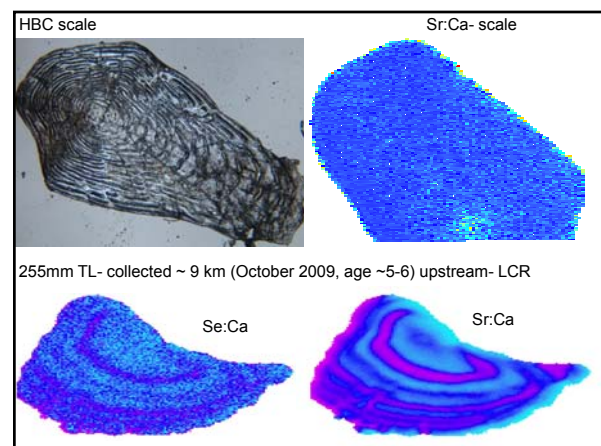 HBC scale
Sr:Ca- scale
255mm TL- collected ~ 9 km (October 2009, age ~5-6) upstream- LCR
Se:Ca
Sr:Ca